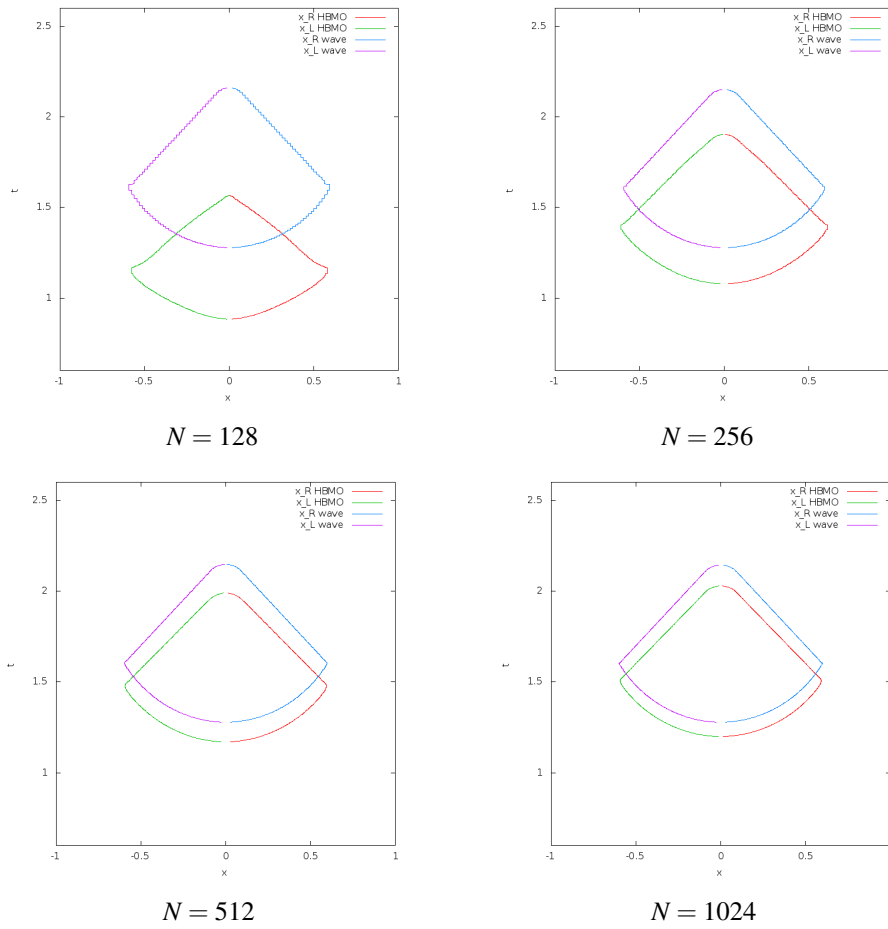 2.5
2
1.5
1
t
-1
-0.5
0
0.5
1
x
x_R HBMO
x_L HBMO
x_R wave
x_L wave
N = 128
2.5
2
1.5
1
t
-1
-0.5
0
0.5
x
x_R HBMO
x_L HBMO
x_R wave
x_L wave
N = 256
2.5
2
1.5
1
t
-1
-0.5
0
0.5
1
x
x_R HBMO
x_L HBMO
x_R wave
x_L wave
N = 512
2.5
2
1.5
1
t
-1
-0.5
0
0.5
x
x_R HBMO
x_L HBMO
x_R wave
x_L wave
N = 1024